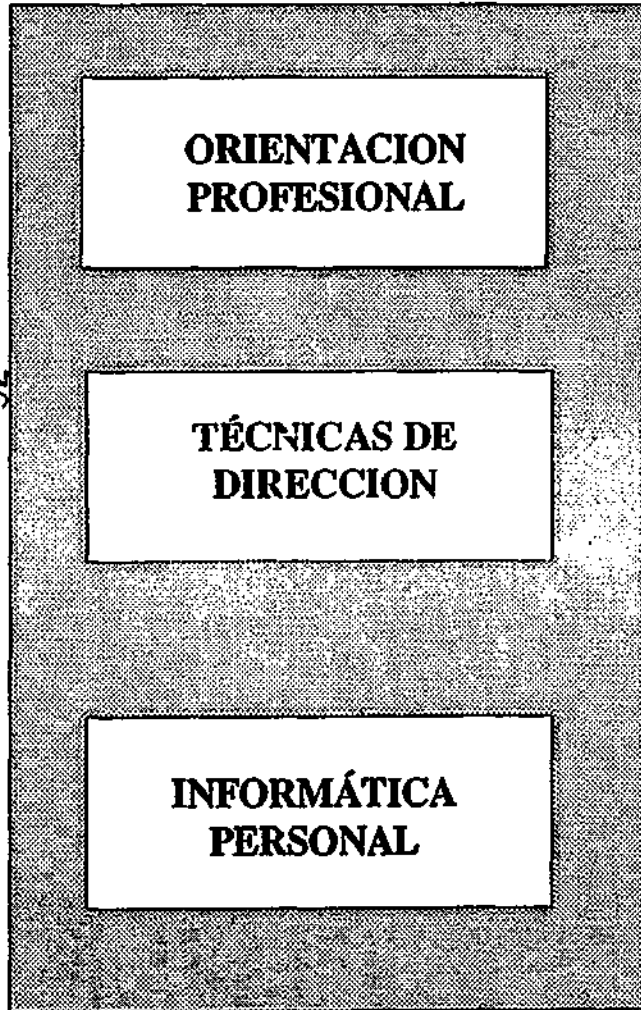 ORIENTACION
PROFESIONAL
TÉCNICAS DE
DIRECCION
INFORMÁTICA
PERSONAL